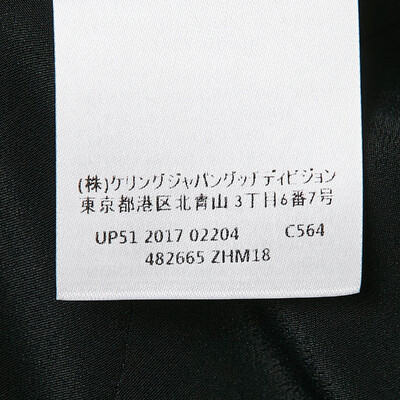 (株)ケリングジャパングッチディビジョン
東京都港区北青山3丁目6番7号
UP51 2017 02204 C564
482665 ZHM18